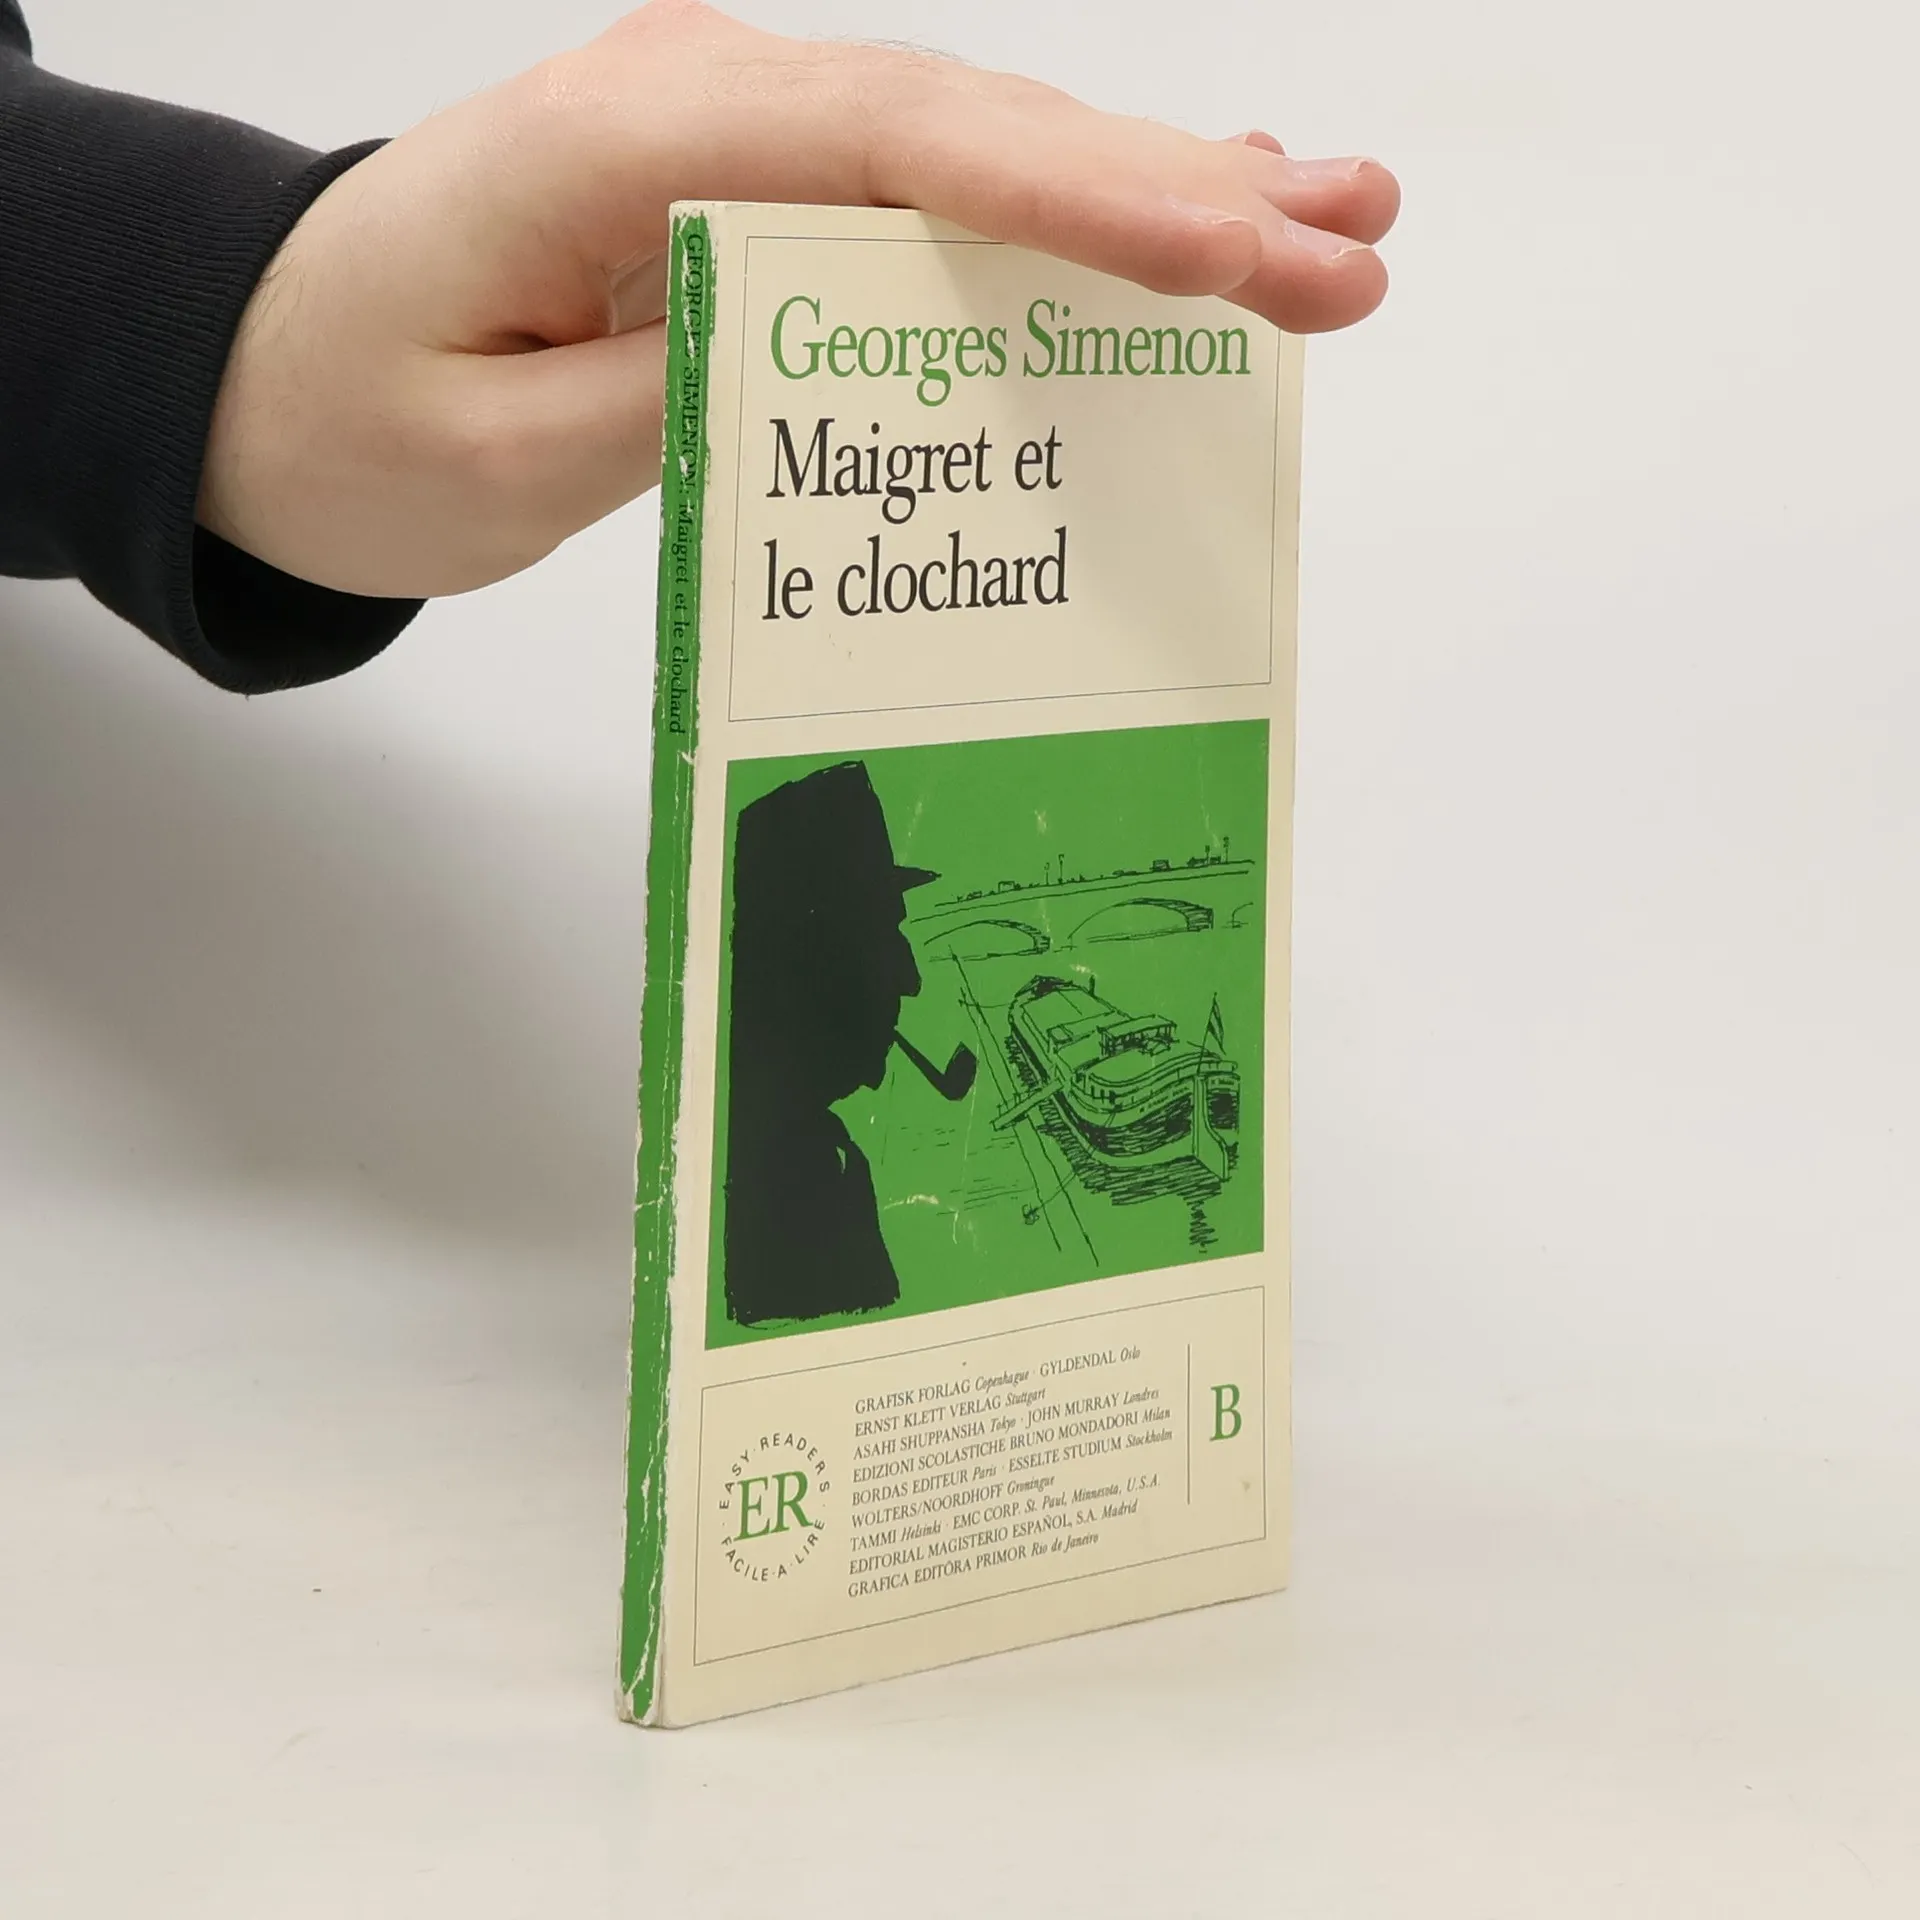 GEORGES SIMENON: Maigret et le clochard
Georges Simenon
Maigret et
le clochard
GRAFISK FORLAG Copenhague · GYLDENDAL Oslo
ERNST KLETT VERLAG Stuttgart
ASAHI SHUPPANSHA Tokyo · JOHN MURRAY Londres
EDIZIONI SCOLASTICHE BRUNO MONDADORI Milan
BORDAS EDITEUR Paris · ESSELTE STUDIUM Stockholm
WOLTERS/NOORDHOFF Groningue
TAMMI Helsinki · EMC CORP. St. Paul, Minnesota, U.S.A.
EDITORIAL MAGISTERIO ESPAÑOL, S.A. Madrid
GRAFICA EDITÔRA PRIMOR Rio de Janeiro
EASY · READERS
ER
FACILE · A · LIRE
B